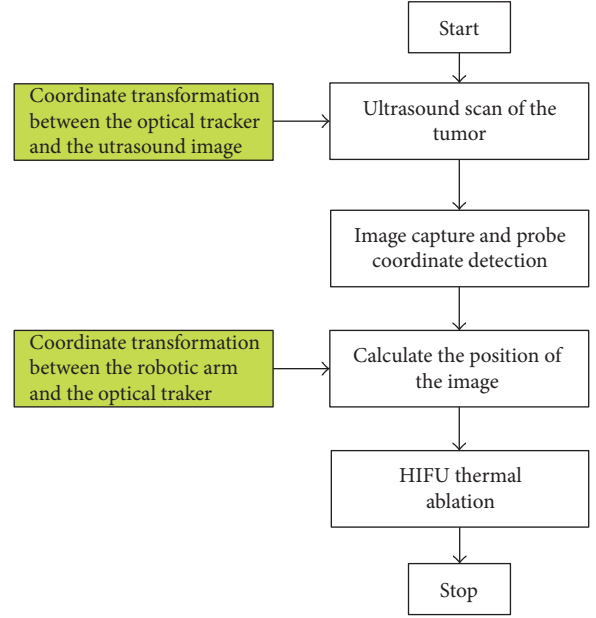 Start
Coordinate transformation
between the optical tracker
and the utrasound image
Ultrasound scan of the
tumor
Image capture and probe
coordinate detection
Coordinate transformation
between the robotic arm
and the optical traker
Calculate the position of
the image
HIFU thermal
ablation
Stop